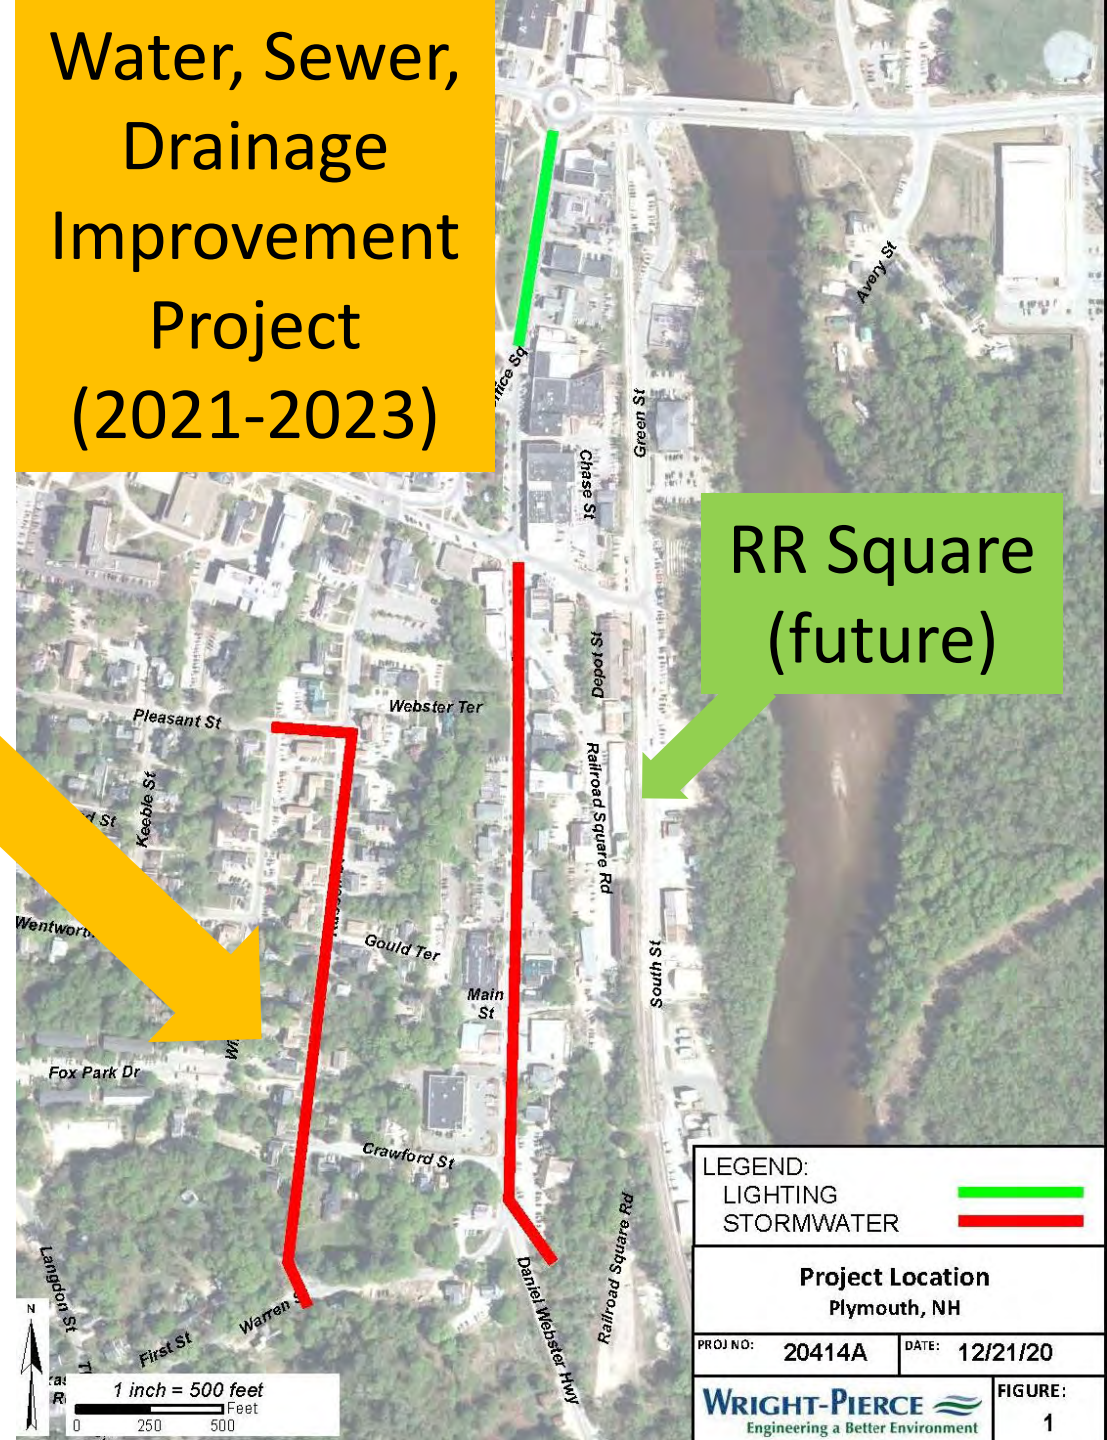 Water, Sewer,
Drainage
Improvement
Project
(2021-2023)
Avery St
Green St
Chase St
RR Square
(future)
Depot St
Webster Ter
Pleasant St
Keeble St
Railroad Square Rd
Gould Ter
South St
Main
St
Fox Park Dr
Crawford St
Railroad Square Rd
Daniel Webster Hwy
Langdon St
Warren
First St
N
1 inch = 500 feet
Feet
0 250 500
LEGEND:
LIGHTING
STORMWATER
Project Location
Plymouth, NH
PROJ NO: 20414A DATE: 12/21/20
WRIGHT-PIERCE
Engineering a Better Environment
FIGURE:
1